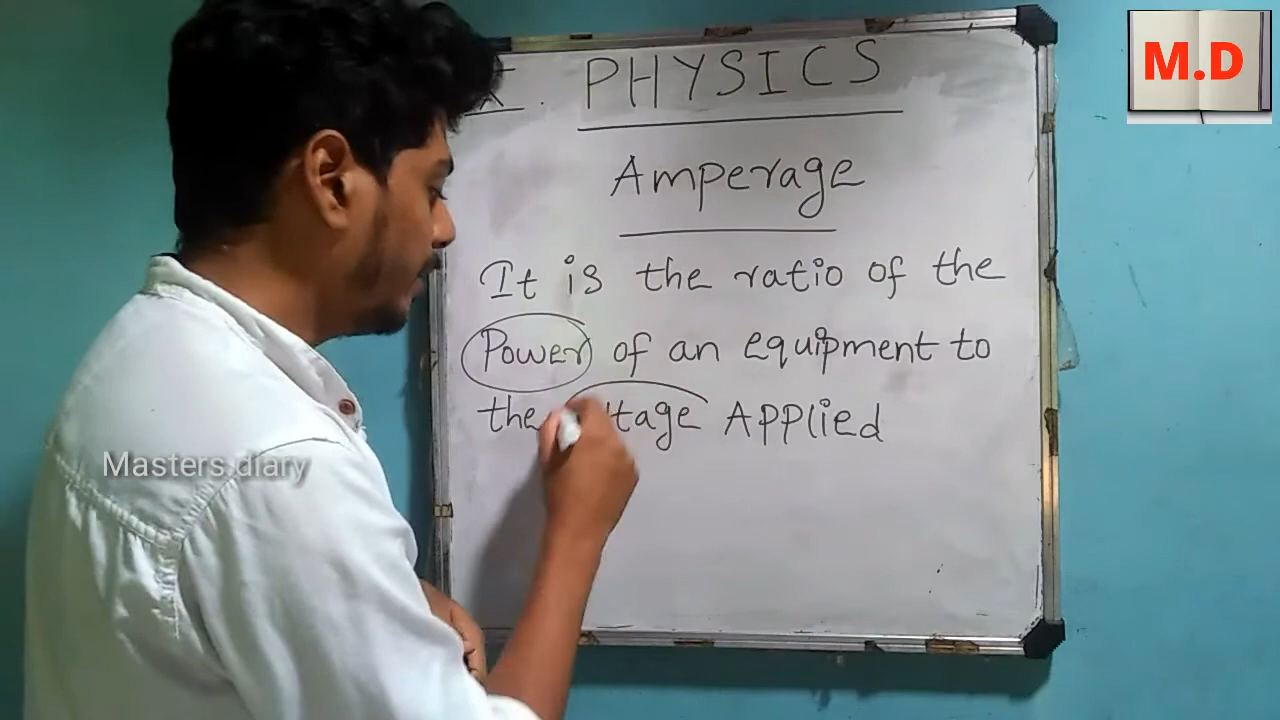 PHYSICS
M.D
Amperage
It is the ratio of the
Power of an equipment to
the Applied
Masters.diary